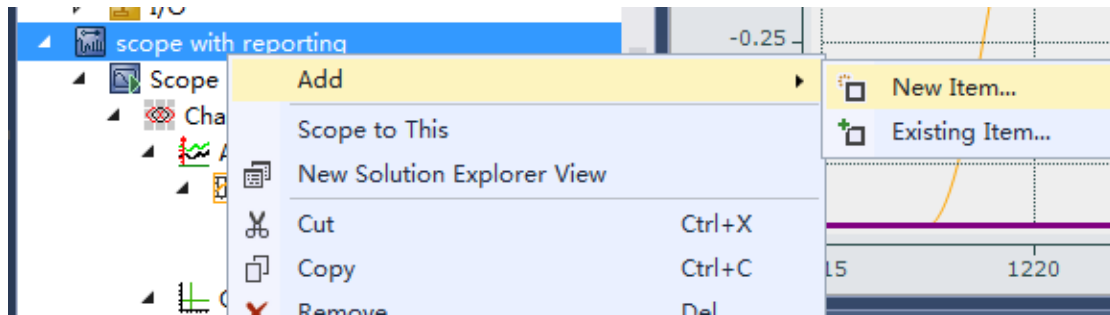 I/O
-0.25
scope with reporting
Scope
Add
New Item...
Cha
Scope to This
Existing Item...
A
New Solution Explorer View
Cut Ctrl+X
Copy Ctrl+C
15 1220
Remove Del